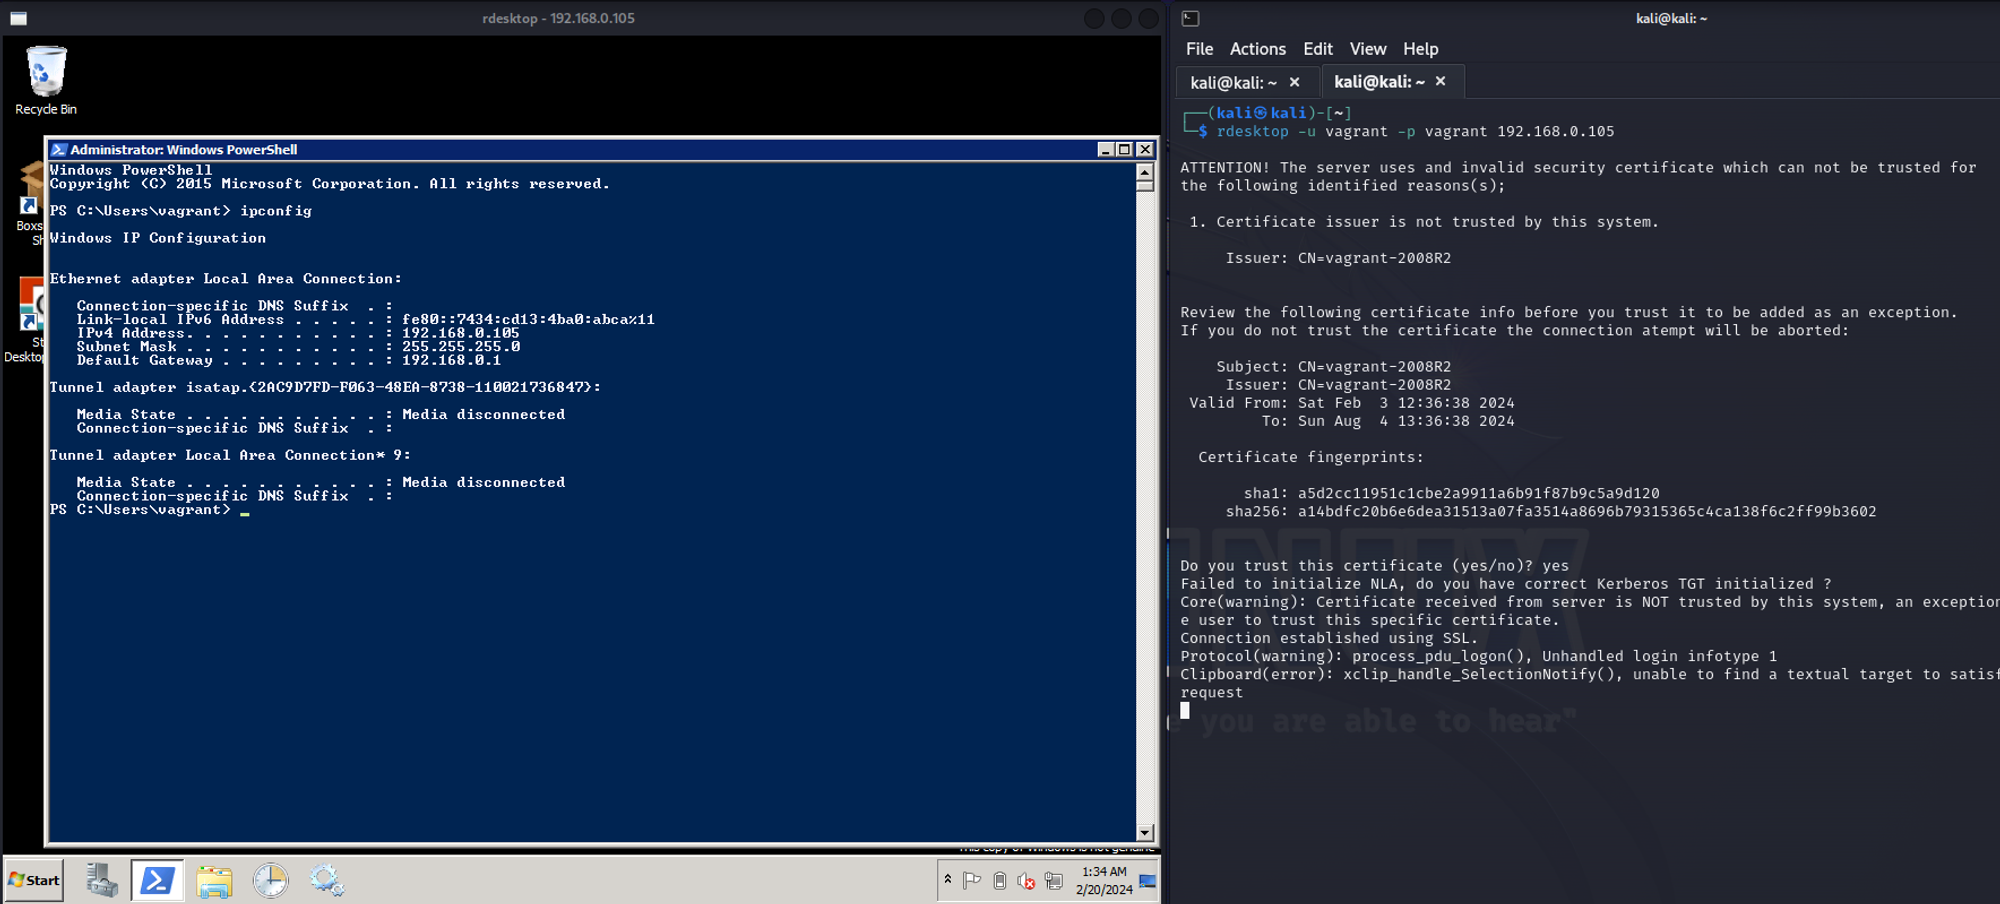 rdesktop - 192.168.0.105
Recycle Bin
Boxs
Sh
St
Desktop
Administrator: Windows PowerShell
Windows PowerShell
Copyright (C) 2015 Microsoft Corporation. All rights reserved.
PS C:\Users\vagrant> ipconfig
Windows IP Configuration
Ethernet adapter Local Area Connection:
Connection-specific DNS Suffix  . :
Link-local IPv6 Address . . . . . : fe80::7434:cd13:4ba0:abca%11
IPv4 Address. . . . . . . . . . . : 192.168.0.105
Subnet Mask . . . . . . . . . . . : 255.255.255.0
Default Gateway . . . . . . . . . : 192.168.0.1
Tunnel adapter isatap.{2AC9D7FD-F063-48EA-8738-110021736847}:
Media State . . . . . . . . . . . : Media disconnected
Connection-specific DNS Suffix  . :
Tunnel adapter Local Area Connection* 9:
Media State . . . . . . . . . . . : Media disconnected
Connection-specific DNS Suffix  . :
PS C:\Users\vagrant> _
This copy of Windows is not genuine
Start
1:34 AM
2/20/2024
kali@kali: ~
File Actions Edit View Help
kali@kali: ~ × kali@kali: ~ ×
┌──(kali㉿kali)-[~]
└─$ rdesktop -u vagrant -p vagrant 192.168.0.105
ATTENTION! The server uses and invalid security certificate which can not be trusted for
the following identified reasons(s);
1. Certificate issuer is not trusted by this system.
Issuer: CN=vagrant-2008R2
Review the following certificate info before you trust it to be added as an exception.
If you do not trust the certificate the connection atempt will be aborted:
Subject: CN=vagrant-2008R2
Issuer: CN=vagrant-2008R2
Valid From: Sat Feb  3 12:36:38 2024
To: Sun Aug  4 13:36:38 2024
Certificate fingerprints:
sha1: a5d2cc11951c1cbe2a9911a6b91f87b9c5a9d120
sha256: a14bdfc20b6e6dea31513a07fa3514a8696b79315365c4ca138f6c2ff99b3602
Do you trust this certificate (yes/no)? yes
Failed to initialize NLA, do you have correct Kerberos TGT initialized ?
Core(warning): Certificate received from server is NOT trusted by this system, an exception
e user to trust this specific certificate.
Connection established using SSL.
Protocol(warning): process_pdu_logon(), Unhandled login infotype 1
Clipboard(error): xclip_handle_SelectionNotify(), unable to find a textual target to satisf
request
you are able to hear"